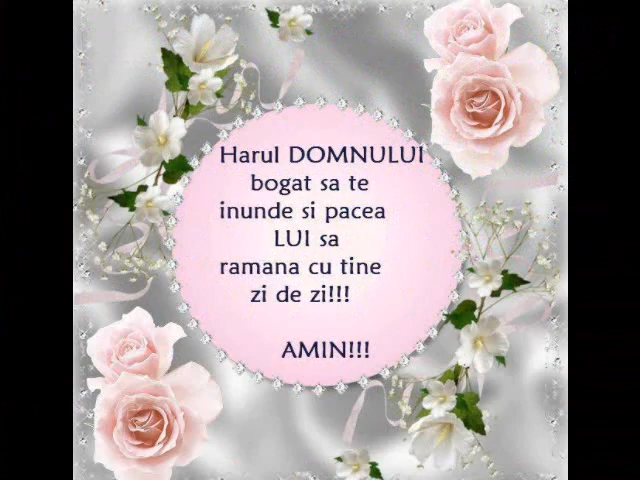 Harul DOMNULUI
bogat sa te
inunde si pacea
LUI sa
ramana cu tine
zi de zi!!!
AMIN!!!